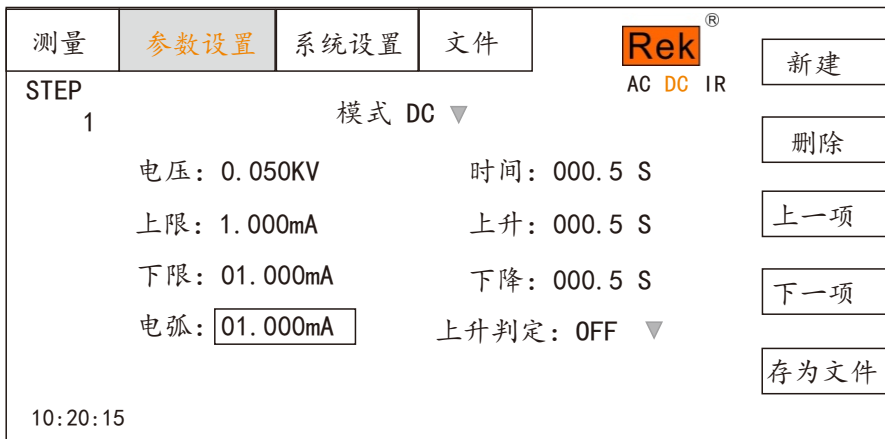 测量 参数设置 系统设置 文件
Rek®
AC DC IR
新建
STEP
1
模式 DC ▼
删除
电压: 0.050KV 时间: 000.5 S
上限: 1.000mA 上升: 000.5 S
上一项
下限: 01.000mA 下降: 000.5 S
下一项
电弧: 01.000mA 上升判定: OFF ▼
存为文件
10:20:15